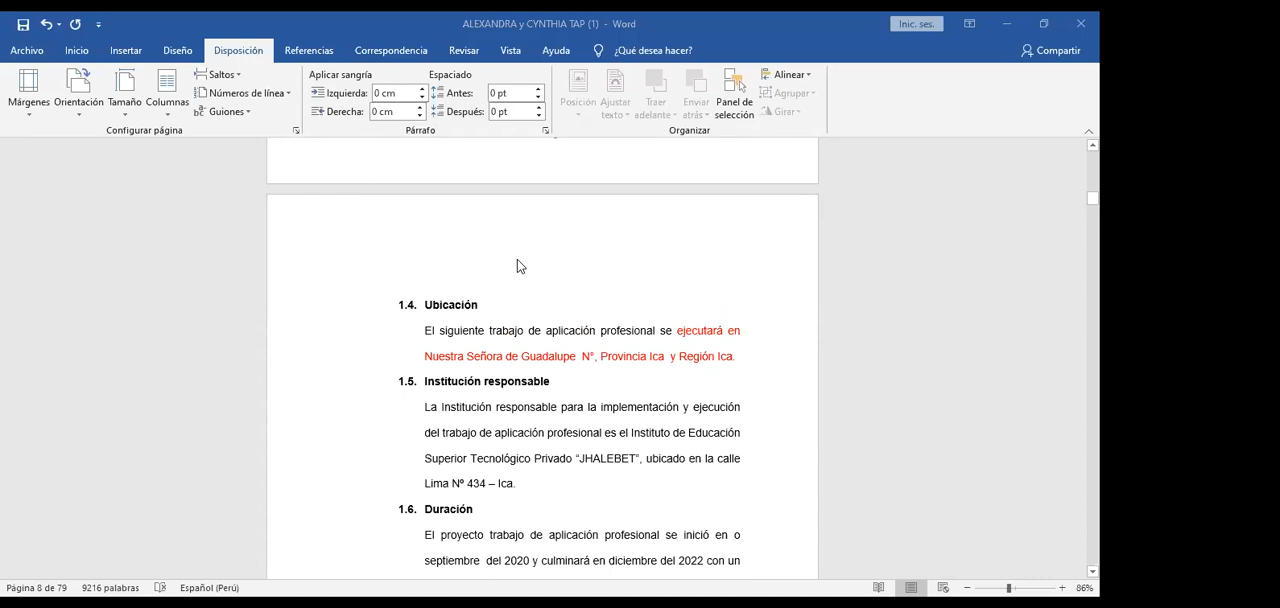 ALEXANDRA y CYNTHIA TAP (1) - Word
Inic. ses.
Archivo Inicio Insertar Diseño Disposición Referencias Correspondencia Revisar Vista Ayuda ¿Qué desea hacer? Compartir
Márgenes Orientación Tamaño Columnas
Saltos
Números de línea
Guiones
Configurar página
Aplicar sangría Espaciado
Izquierda: 0 cm Antes: 0 pt
Derecha: 0 cm Después: 0 pt
Párrafo
Posición Ajustar texto Traer adelante Enviar atrás Panel de selección
Alinear
Agrupar
Girar
Organizar
1.4. Ubicación
El siguiente trabajo de aplicación profesional se ejecutará en
Nuestra Señora de Guadalupe N°, Provincia Ica y Región Ica.
1.5. Institución responsable
La Institución responsable para la implementación y ejecución
del trabajo de aplicación profesional es el Instituto de Educación
Superior Tecnológico Privado “JHALEBET”, ubicado en la calle
Lima Nº 434 – Ica.
1.6. Duración
El proyecto trabajo de aplicación profesional se inició en o
septiembre del 2020 y culminará en diciembre del 2022 con un
Página 8 de 79 9216 palabras Español (Perú) 86%